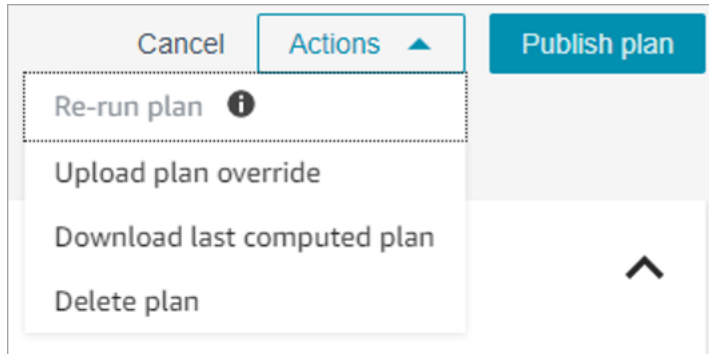 Cancel Actions Publish plan
Re-run plan
Upload plan override
Download last computed plan
Delete plan